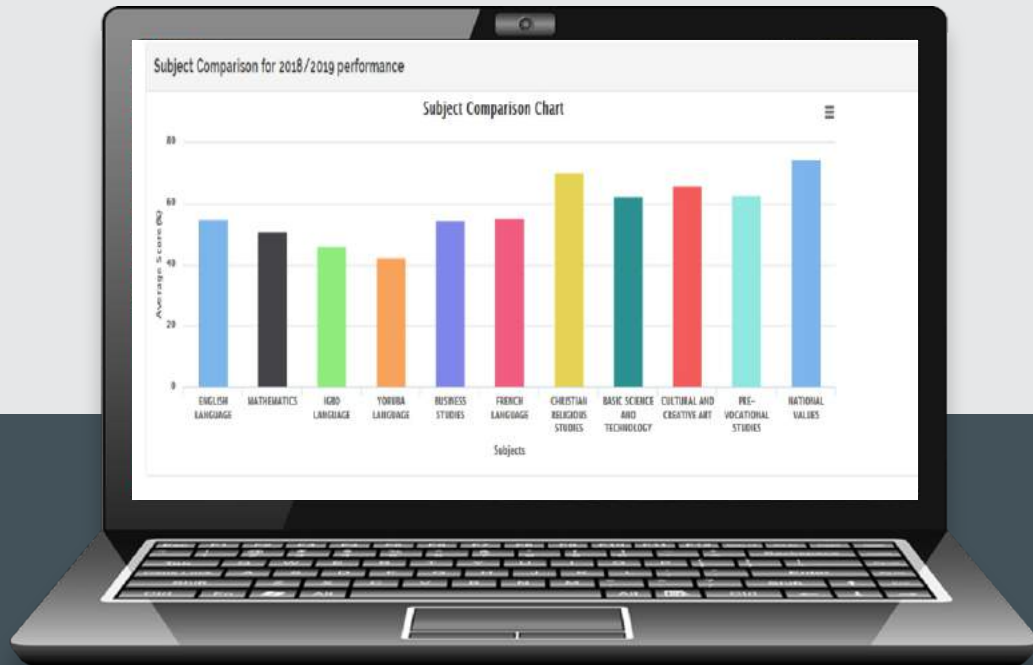 Subject Comparison for 2018/2019 performance
Subject Comparison Chart
80
60
40
20
0
Average Score (%)
ENGLISH LANGUAGE
MATHEMATICS
IGBO LANGUAGE
YORUBA LANGUAGE
BUSINESS STUDIES
FRENCH LANGUAGE
CHRISTIAN RELIGIOUS STUDIES
BASIC SCIENCE AND TECHNOLOGY
CULTURAL AND CREATIVE ART
PRE-VOCATIONAL STUDIES
NATIONAL VALUES
Subjects